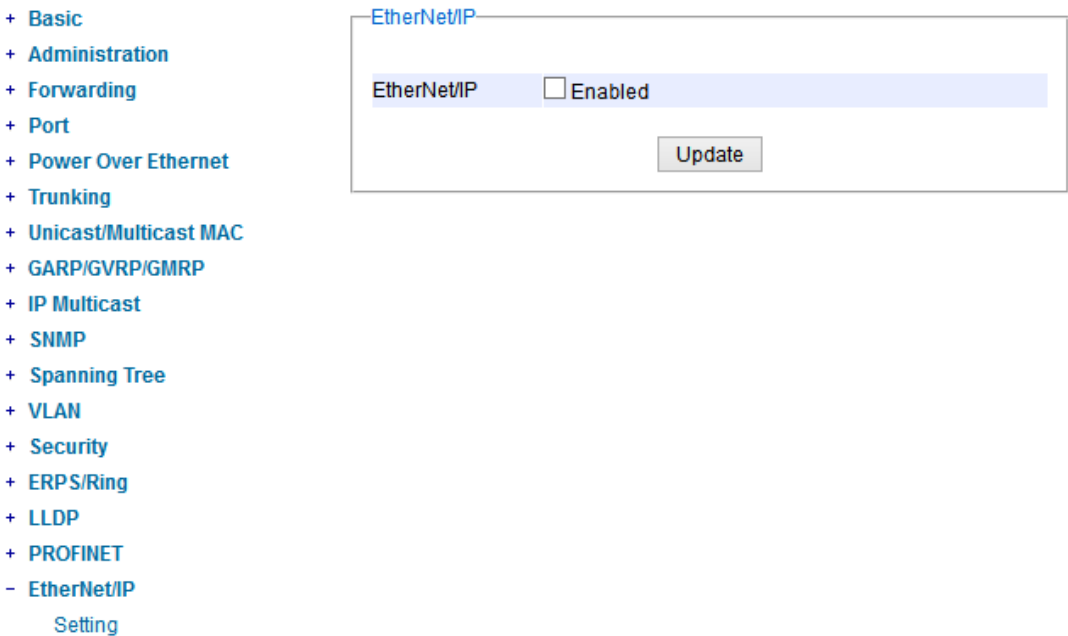 + Basic
+ Administration
+ Forwarding
+ Port
+ Power Over Ethernet
+ Trunking
+ Unicast/Multicast MAC
+ GARP/GVRP/GMRP
+ IP Multicast
+ SNMP
+ Spanning Tree
+ VLAN
+ Security
+ ERPS/Ring
+ LLDP
+ PROFINET
- EtherNet/IP
Setting
EtherNet/IP
EtherNet/IP Enabled
Update